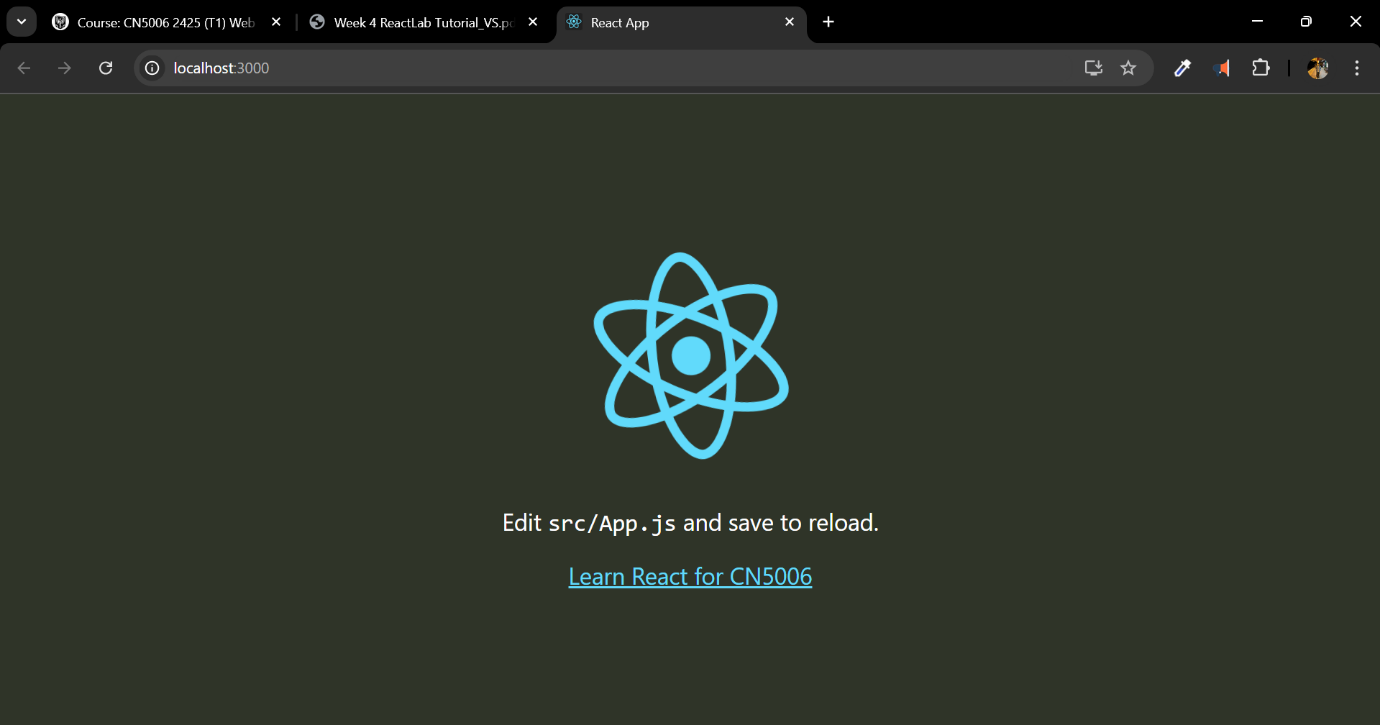 Course: CN5006 2425 (T1) Web
Week 4 ReactLab Tutorial_VS.pd
React App
localhost:3000
Edit src/App.js and save to reload.
Learn React for CN5006